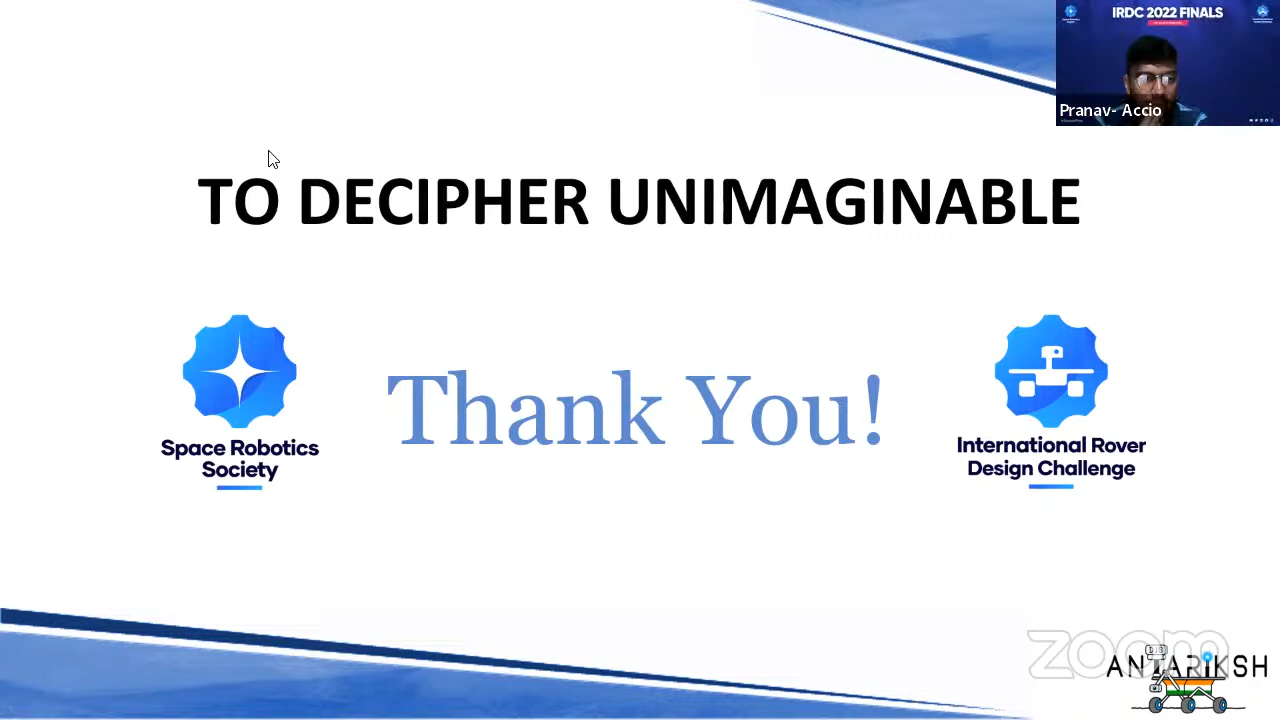 IRDC 2022 FINALS
Pranav- Accio
TO DECIPHER UNIMAGINABLE
Thank You!
Space Robotics
Society
International Rover
Design Challenge
zoom
ANTARIKSH